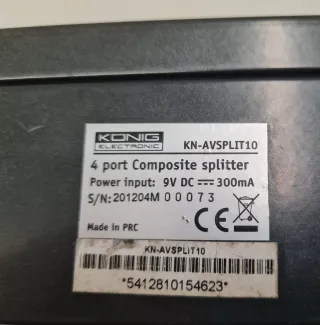 KÖNIG
ELECTRONIC
KN-AVSPLIT10
4 port Composite splitter
Power input: 9V DC ⎓ 300mA
S/N: 201204M 00073
Made in PRC
CE
KN-AVSPLIT10
*5412810154623*